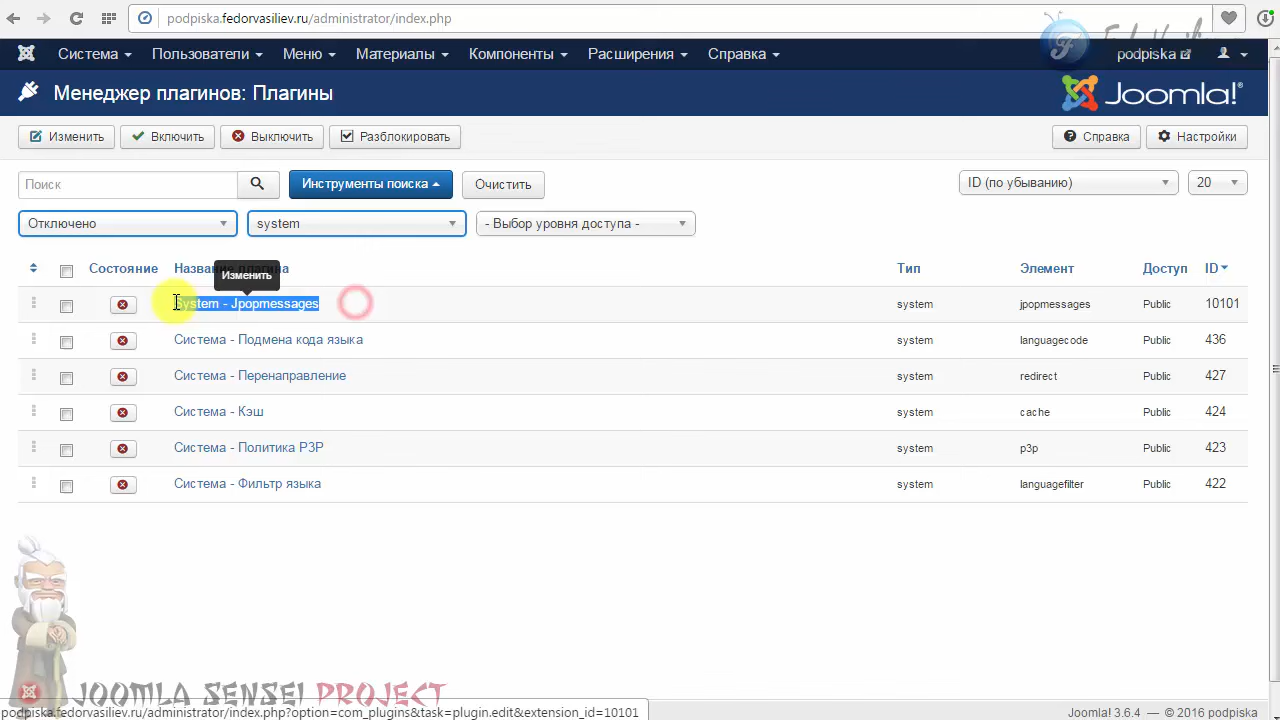 podpiska.fedorvasiliev.ru/administrator/index.php
Система Пользователи Меню Материалы Компоненты Расширения Справка podpiska
Менеджер плагинов: Плагины Joomla!®
Изменить Включить Выключить Разблокировать Справка Настройки
Поиск Инструменты поиска Очистить ID (по убыванию) 20
Отключено system - Выбор уровня доступа -
Состояние Название плагина Тип Элемент Доступ ID
Изменить
System - Jpopmessages system jpopmessages Public 10101
Система - Подмена кода языка system languagecode Public 436
Система - Перенаправление system redirect Public 427
Система - Кэш system cache Public 424
Система - Политика P3P system p3p Public 423
Система - Фильтр языка system languagefilter Public 422
JOOMLA SENSEI PROJECT
podpiska.fedorvasiliev.ru/administrator/index.php?option=com_plugins&task=plugin.edit&extension_id=10101 Joomla! 3.6.4 — © 2016 podpiska